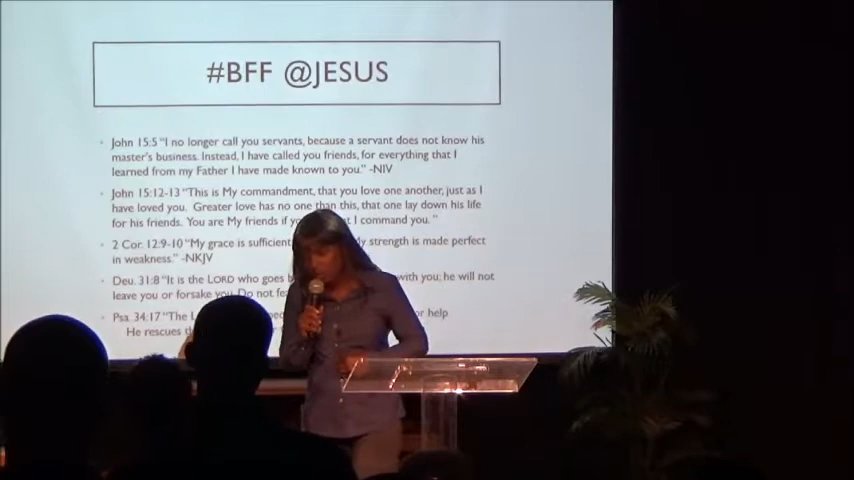 #BFF @JESUS
John 15:5 "I no longer call you servants, because a servant does not know his
master's business. Instead, I have called you friends, for everything that I
learned from my Father I have made known to you." -NIV
John 15:12-13 "This is My commandment, that you love one another, just as I
have loved you. Greater love has no one than this, that one lay down his life
for his friends. You are My friends if you I command you."
2 Cor. 12:9-10 "My grace is sufficient My strength is made perfect
in weakness." -NKJV
Deu. 31:8 "It is the LORD who goes with you; he will not
leave you or forsake you. Do not
Psa. 34:17 "The for help
He rescues